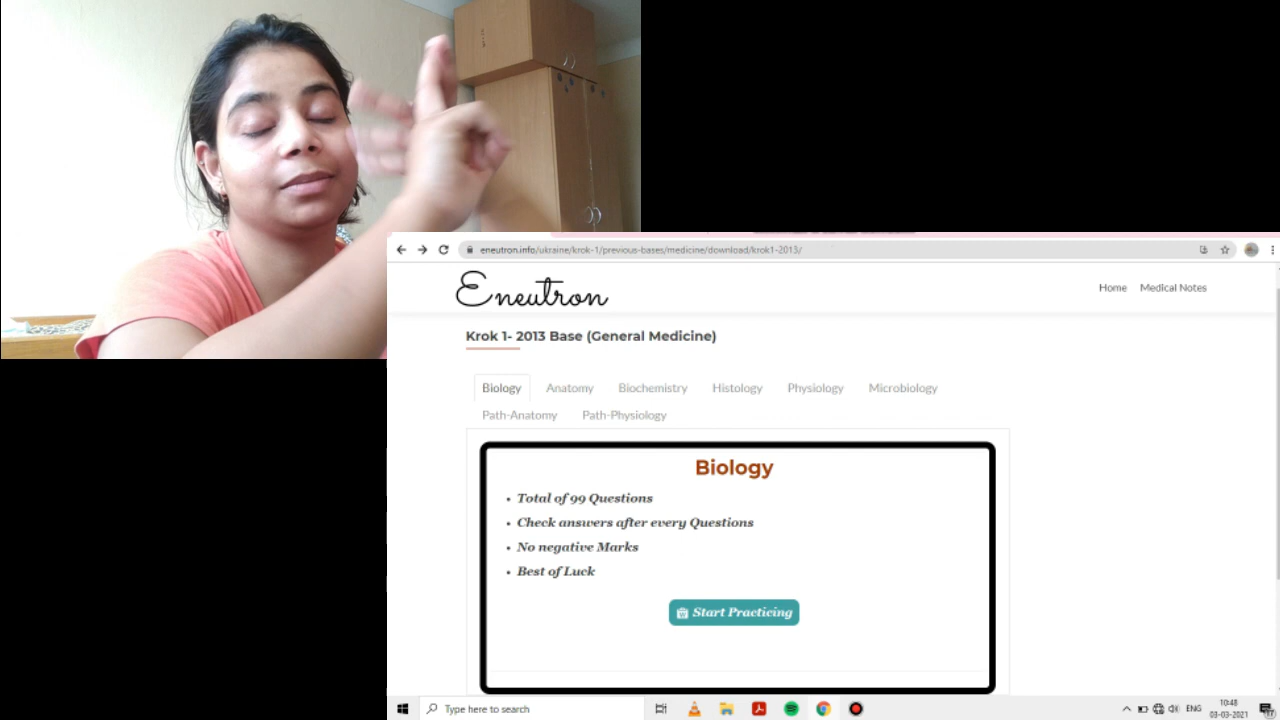 eneutron.info/ukraine/krok-1/previous-bases/medicine/download/krok1-2013/
Eneutron
Home Medical Notes
Krok 1- 2013 Base (General Medicine)
Biology Anatomy Biochemistry Histology Physiology Microbiology
Path-Anatomy Path-Physiology
Biology
• Total of 99 Questions
• Check answers after every Questions
• No negative Marks
• Best of Luck
Start Practicing
Type here to search
ENG
10:48
03-03-2021